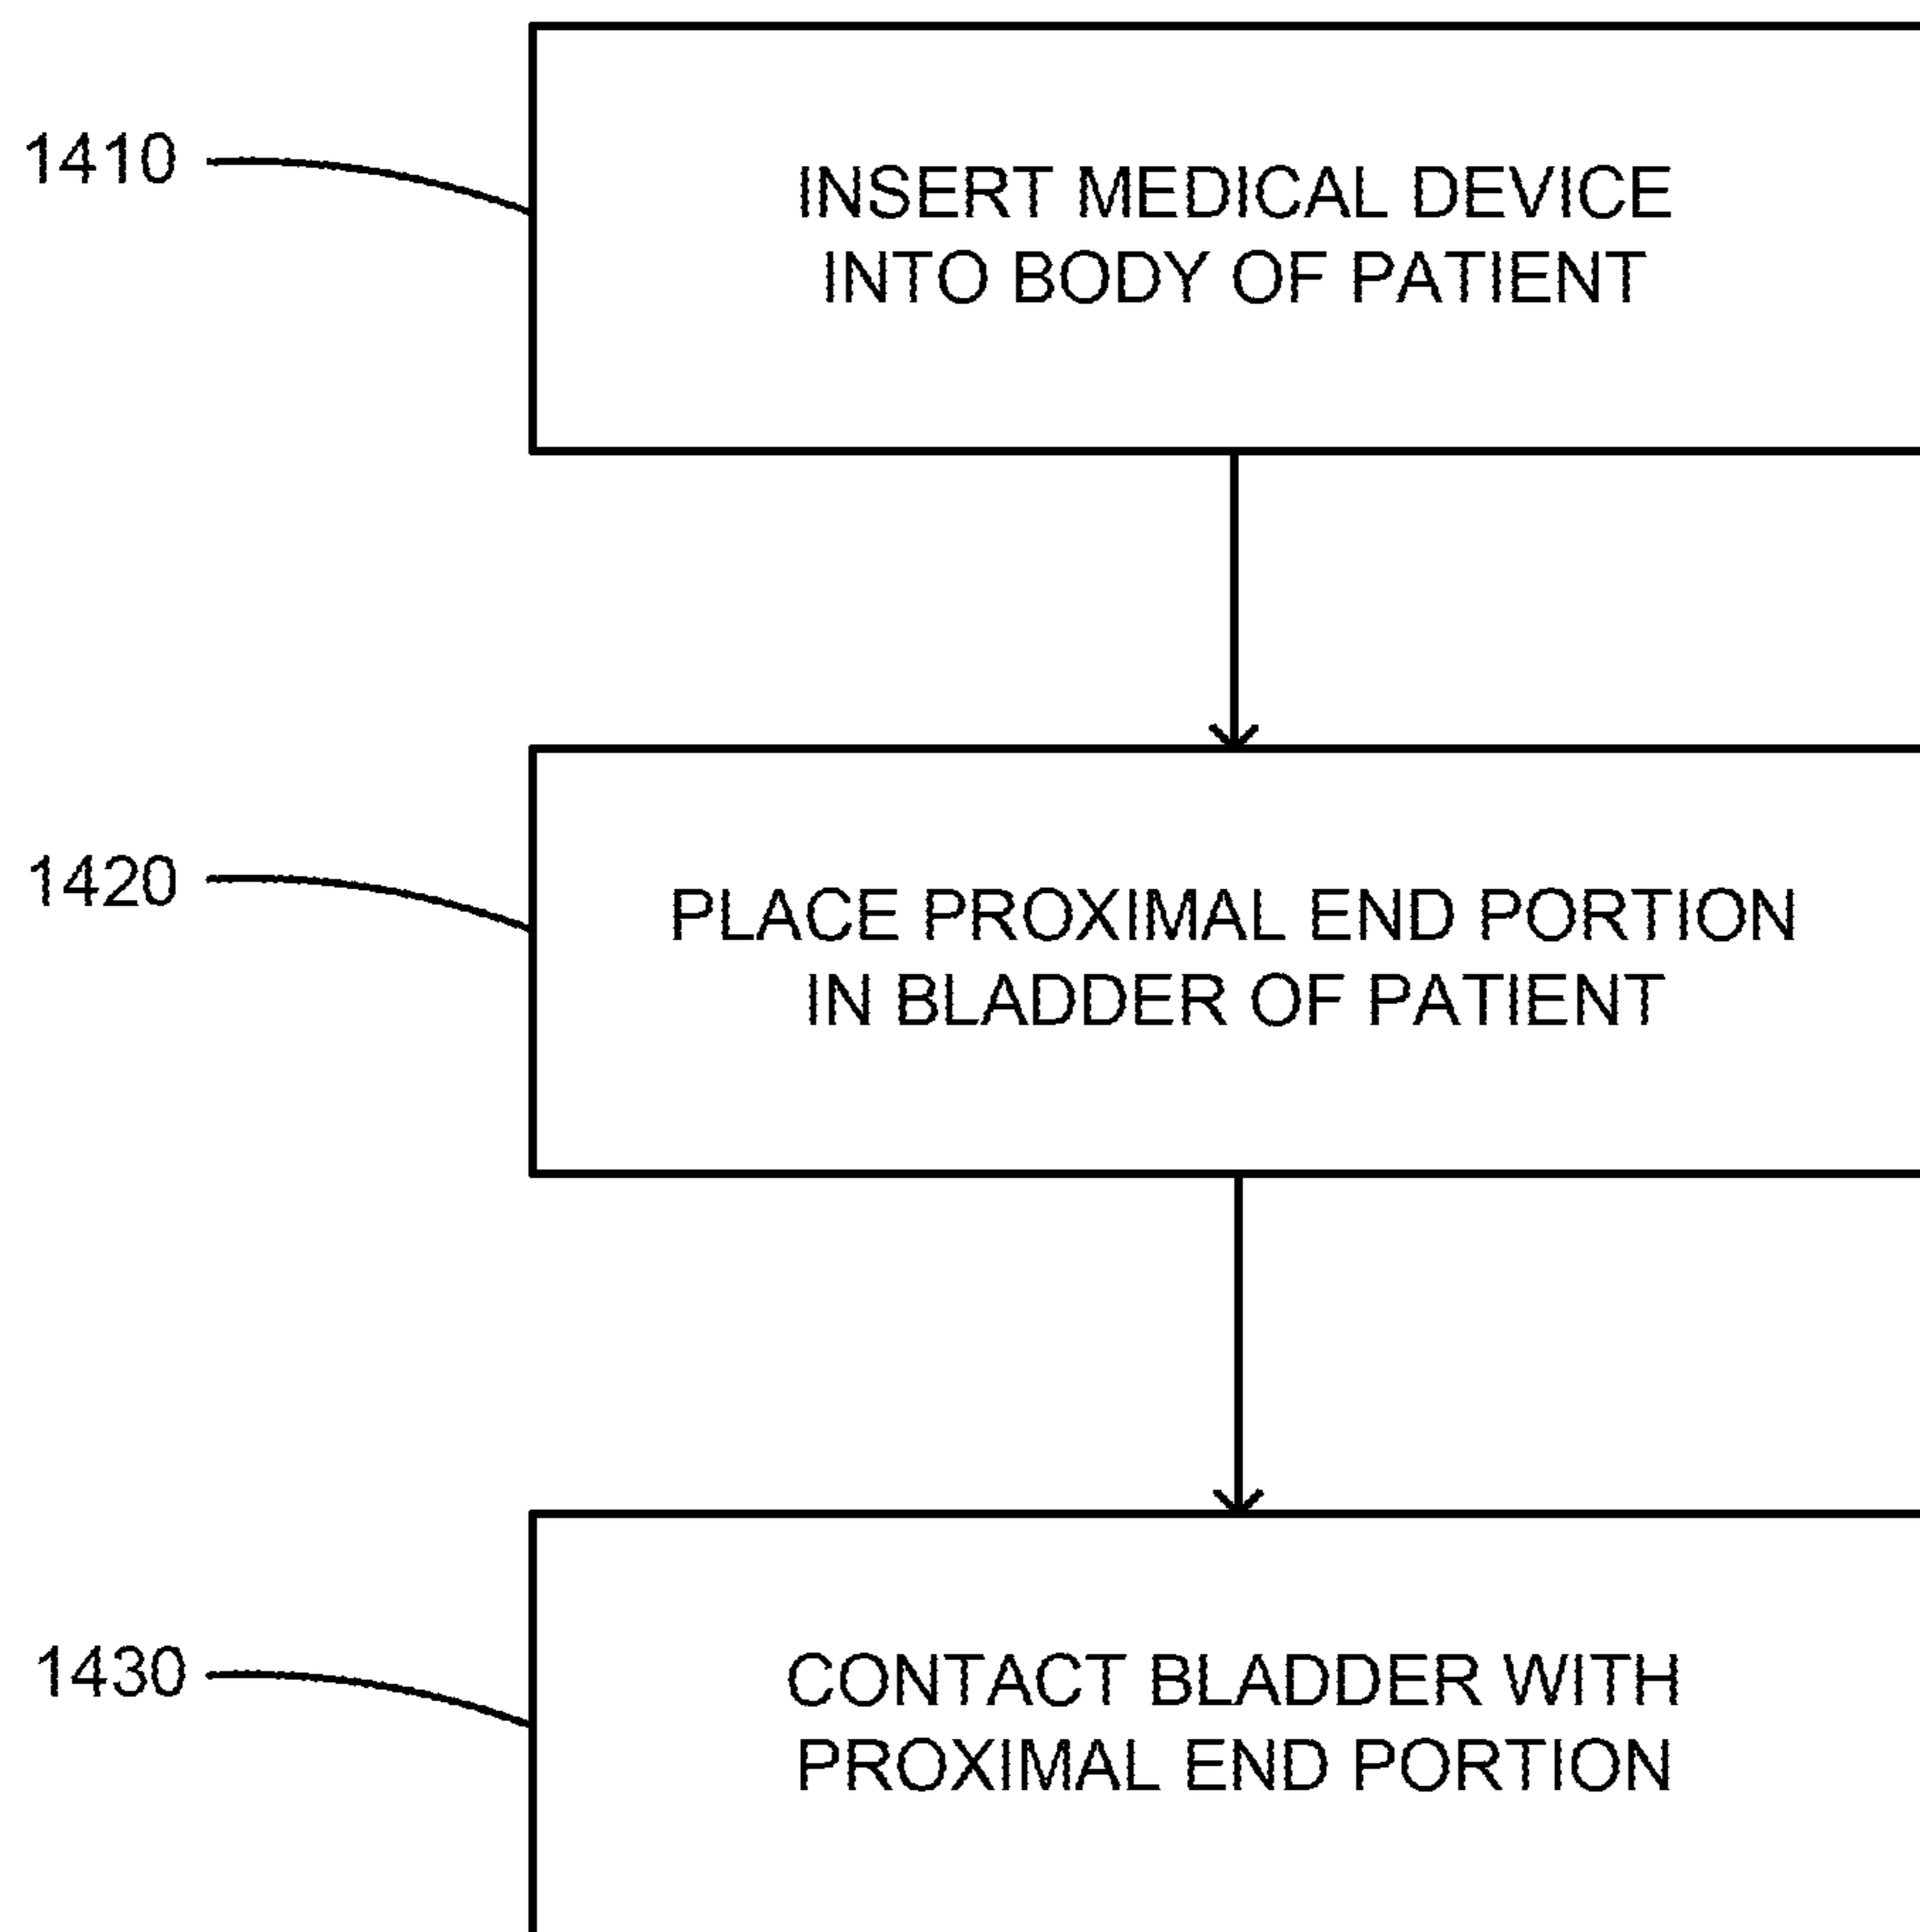 1410
INSERT MEDICAL DEVICE
INTO BODY OF PATIENT
1420
PLACE PROXIMAL END PORTION
IN BLADDER OF PATIENT
1430
CONTACT BLADDER WITH
PROXIMAL END PORTION